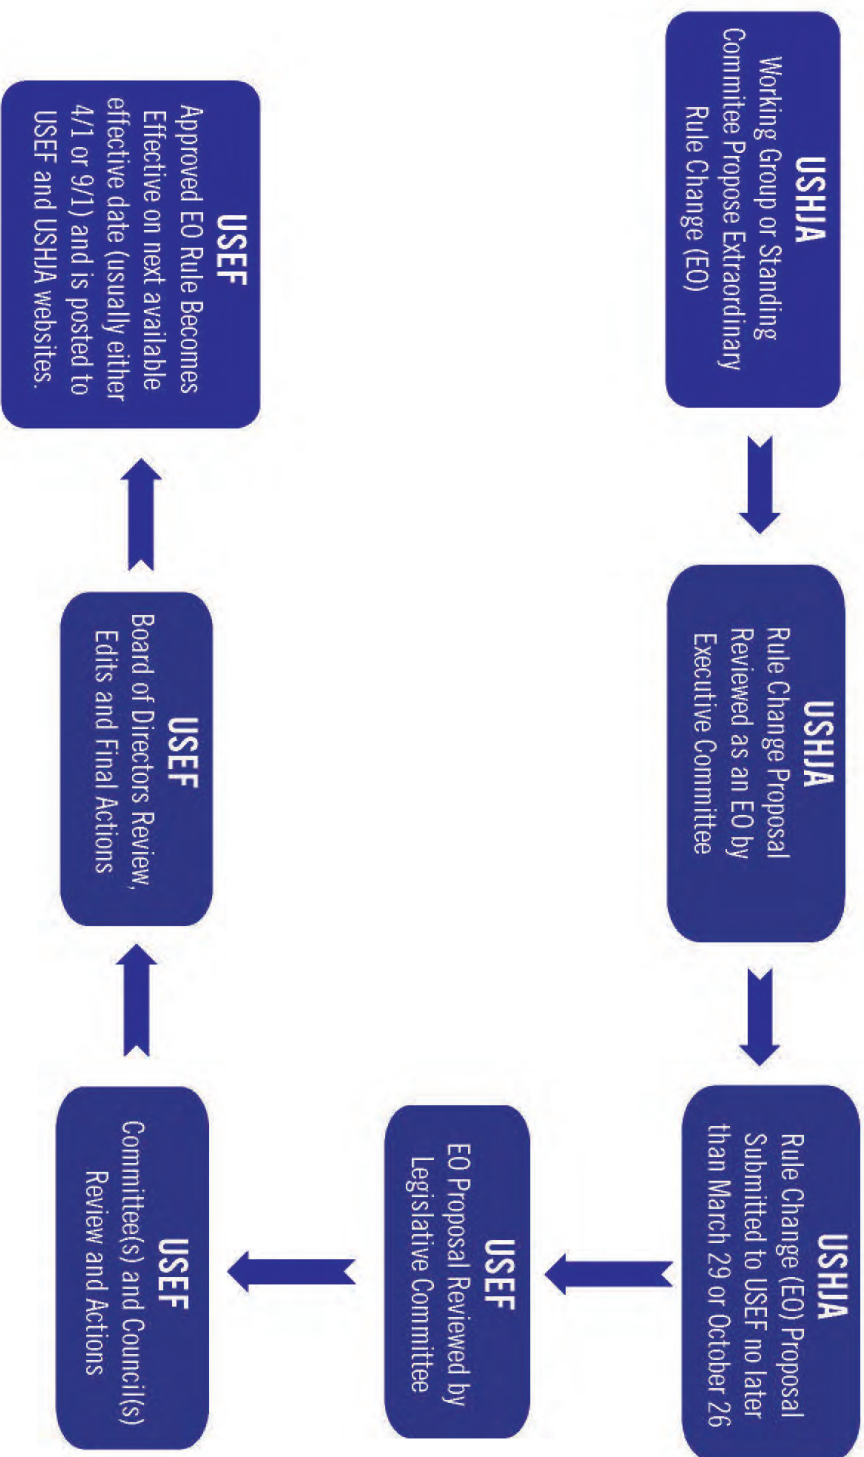 USHJA
Working Group or Standing
Commitee Propose Extraordinary
Rule Change (EO)
USHJA
Rule Change Proposal
Reviewed as an EO by
Executive Committee
USHJA
Rule Change (EO) Proposal
Submitted to USEF no later
than March 29 or October 26
USEF
EO Proposal Reviewed by
Legislative Committee
USEF
Committee(s) and Council(s)
Review and Actions
USEF
Board of Directors Review,
Edits and Final Actions
USEF
Approved EO Rule Becomes
Effective on next available
effective date (usually either
4/1 or 9/1) and is posted to
USEF and USHJA websites.